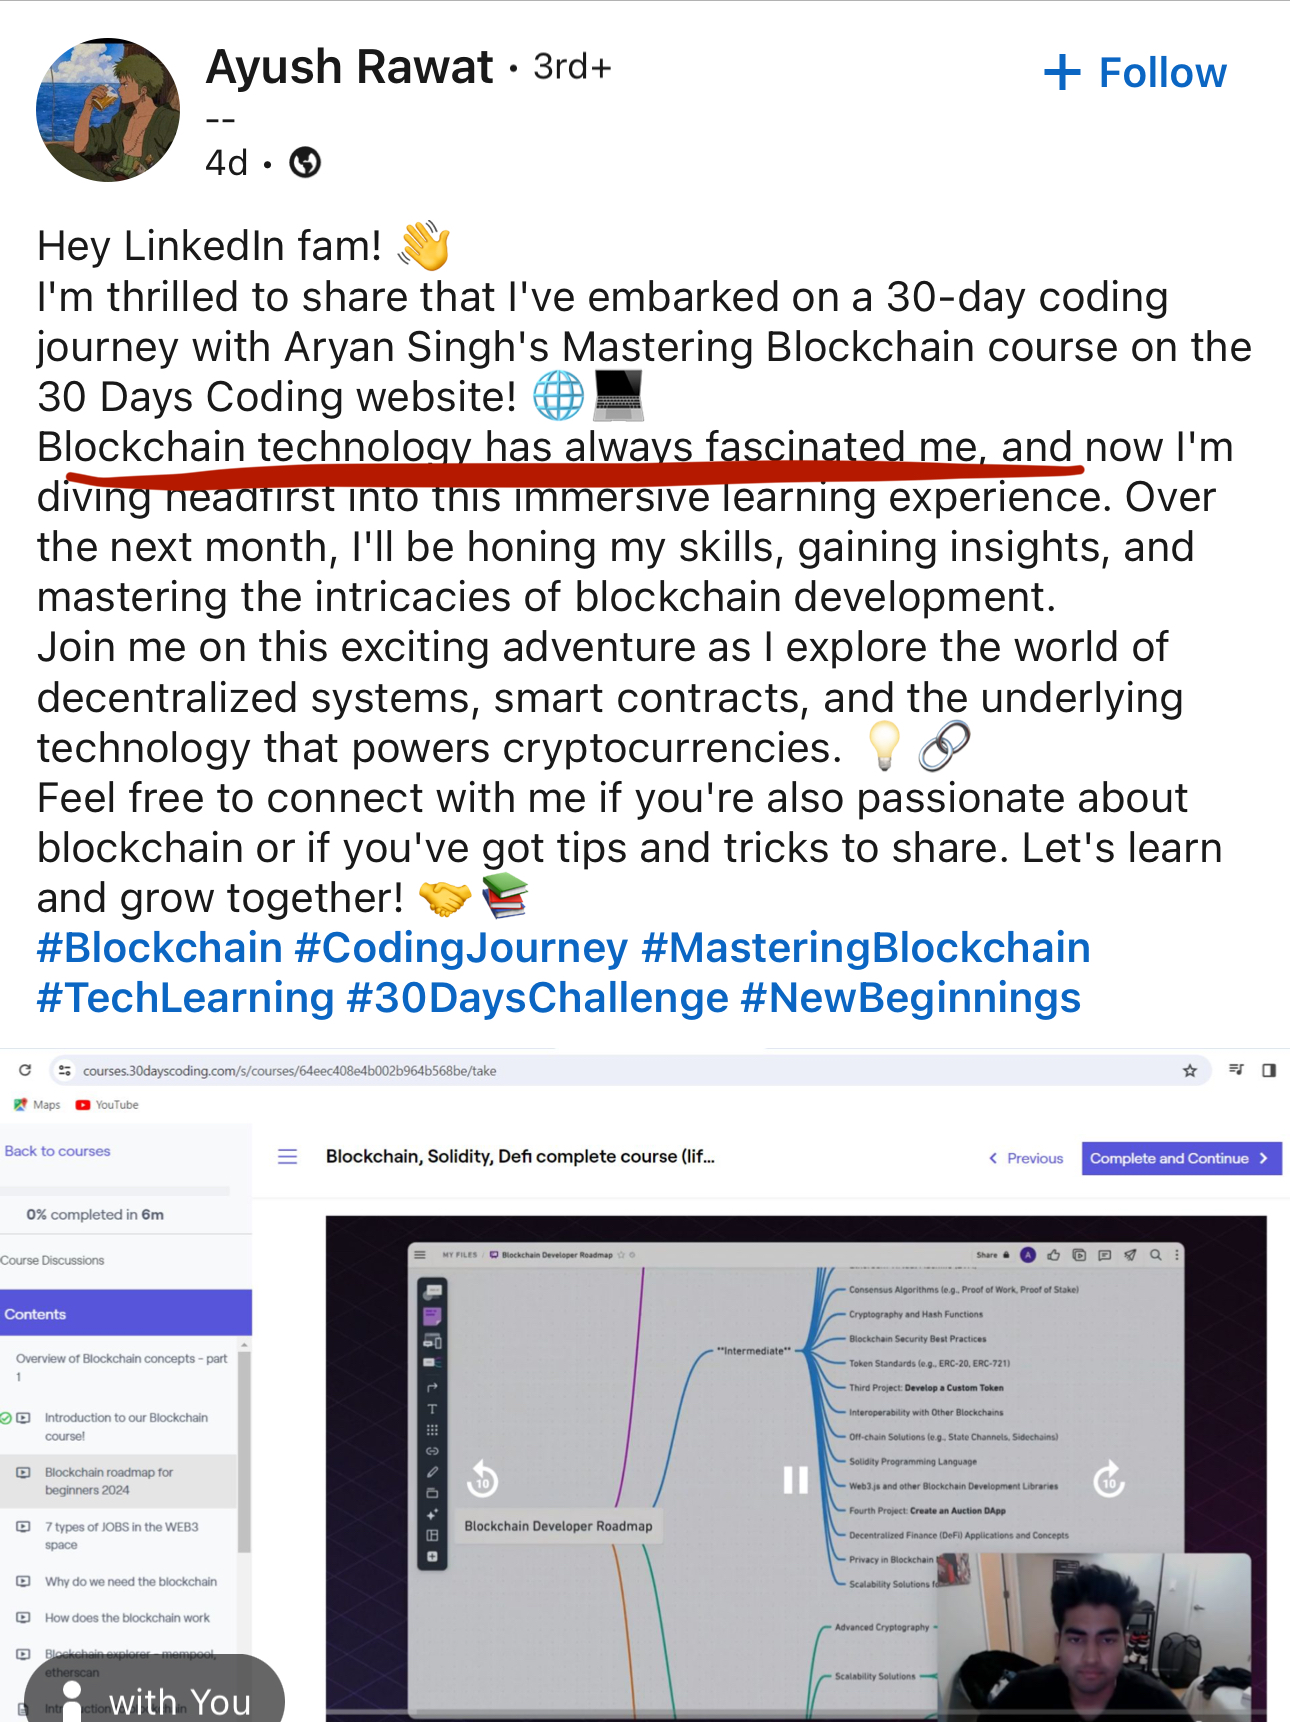 Ayush Rawat • 3rd+
+ Follow
--
4d •
Hey LinkedIn fam! 👋
I'm thrilled to share that I've embarked on a 30-day coding
journey with Aryan Singh's Mastering Blockchain course on the
30 Days Coding website! 🌐💻
Blockchain technology has always fascinated me, and now I'm
diving headfirst into this immersive learning experience. Over
the next month, I'll be honing my skills, gaining insights, and
mastering the intricacies of blockchain development.
Join me on this exciting adventure as I explore the world of
decentralized systems, smart contracts, and the underlying
technology that powers cryptocurrencies. 💡🔗
Feel free to connect with me if you're also passionate about
blockchain or if you've got tips and tricks to share. Let's learn
and grow together! 🤝📚
#Blockchain #CodingJourney #MasteringBlockchain
#TechLearning #30DaysChallenge #NewBeginnings
courses.30dayscoding.com/s/courses/64eec408e4b002b964b568be/take
Maps YouTube
Back to courses
0% completed in 6m
Course Discussions
Contents
Overview of Blockchain concepts - part
1
Introduction to our Blockchain
course!
Blockchain roadmap for
beginners 2024
7 types of JOBS in the WEB3
space
Why do we need the blockchain
How does the blockchain work
Blockchain explorer - mempool,
etherscan
with You
Blockchain, Solidity, Defi complete course (lif...
Previous
Complete and Continue
MY FILES / Blockchain Developer Roadmap
Share
A
T
Consensus Algorithms (e.g., Proof of Work, Proof of Stake)
Cryptography and Hash Functions
Blockchain Security Best Practices
**Intermediate**
Token Standards (e.g., ERC-20, ERC-721)
Third Project: Develop a Custom Token
Interoperability with Other Blockchains
Off-chain Solutions (e.g., State Channels, Sidechains)
Solidity Programming Language
Web3.js and other Blockchain Development Libraries
Fourth Project: Create an Auction DApp
Decentralized Finance (DeFi) Applications and Concepts
Privacy in Blockchain
Scalability Solutions
10
10
Blockchain Developer Roadmap
Advanced Cryptography
Scalability Solutions